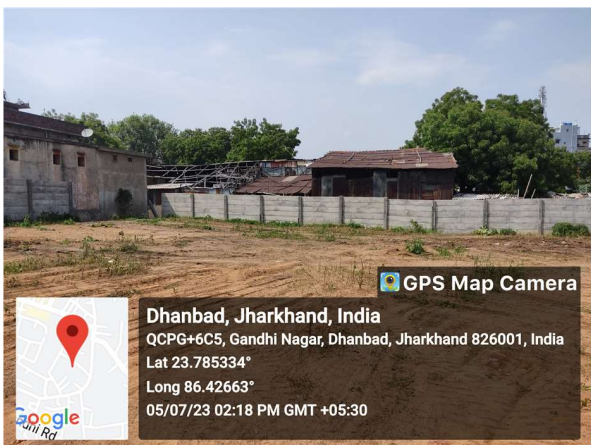 GPS Map Camera
Dhanbad, Jharkhand, India
QCPG+6C5, Gandhi Nagar, Dhanbad, Jharkhand 826001, India
Lat 23.785334°
Long 86.42663°
05/07/23 02:18 PM GMT +05:30
Google
Rd